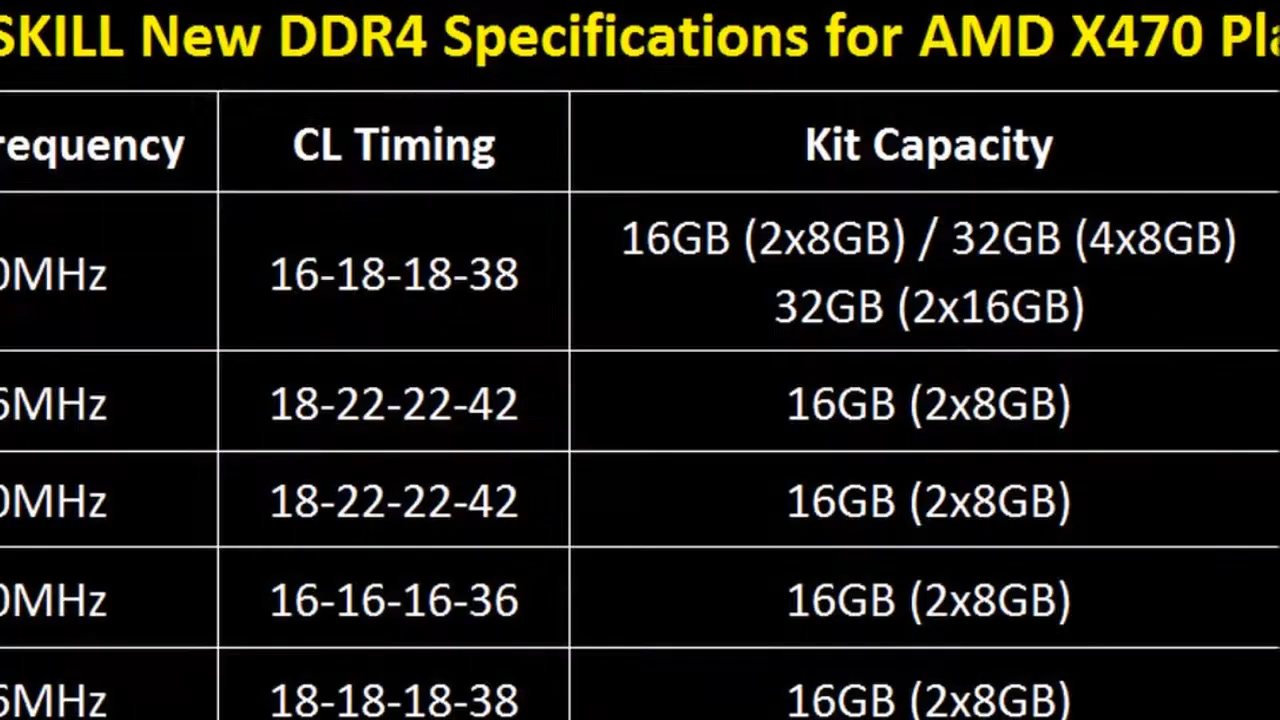 SKILL New DDR4 Specifications for AMD X470 Pla
requency CL Timing Kit Capacity
0MHz 16-18-18-38 16GB (2x8GB) / 32GB (4x8GB)
32GB (2x16GB)
6MHz 18-22-22-42 16GB (2x8GB)
0MHz 18-22-22-42 16GB (2x8GB)
0MHz 16-16-16-36 16GB (2x8GB)
6MHz 18-18-18-38 16GB (2x8GB)